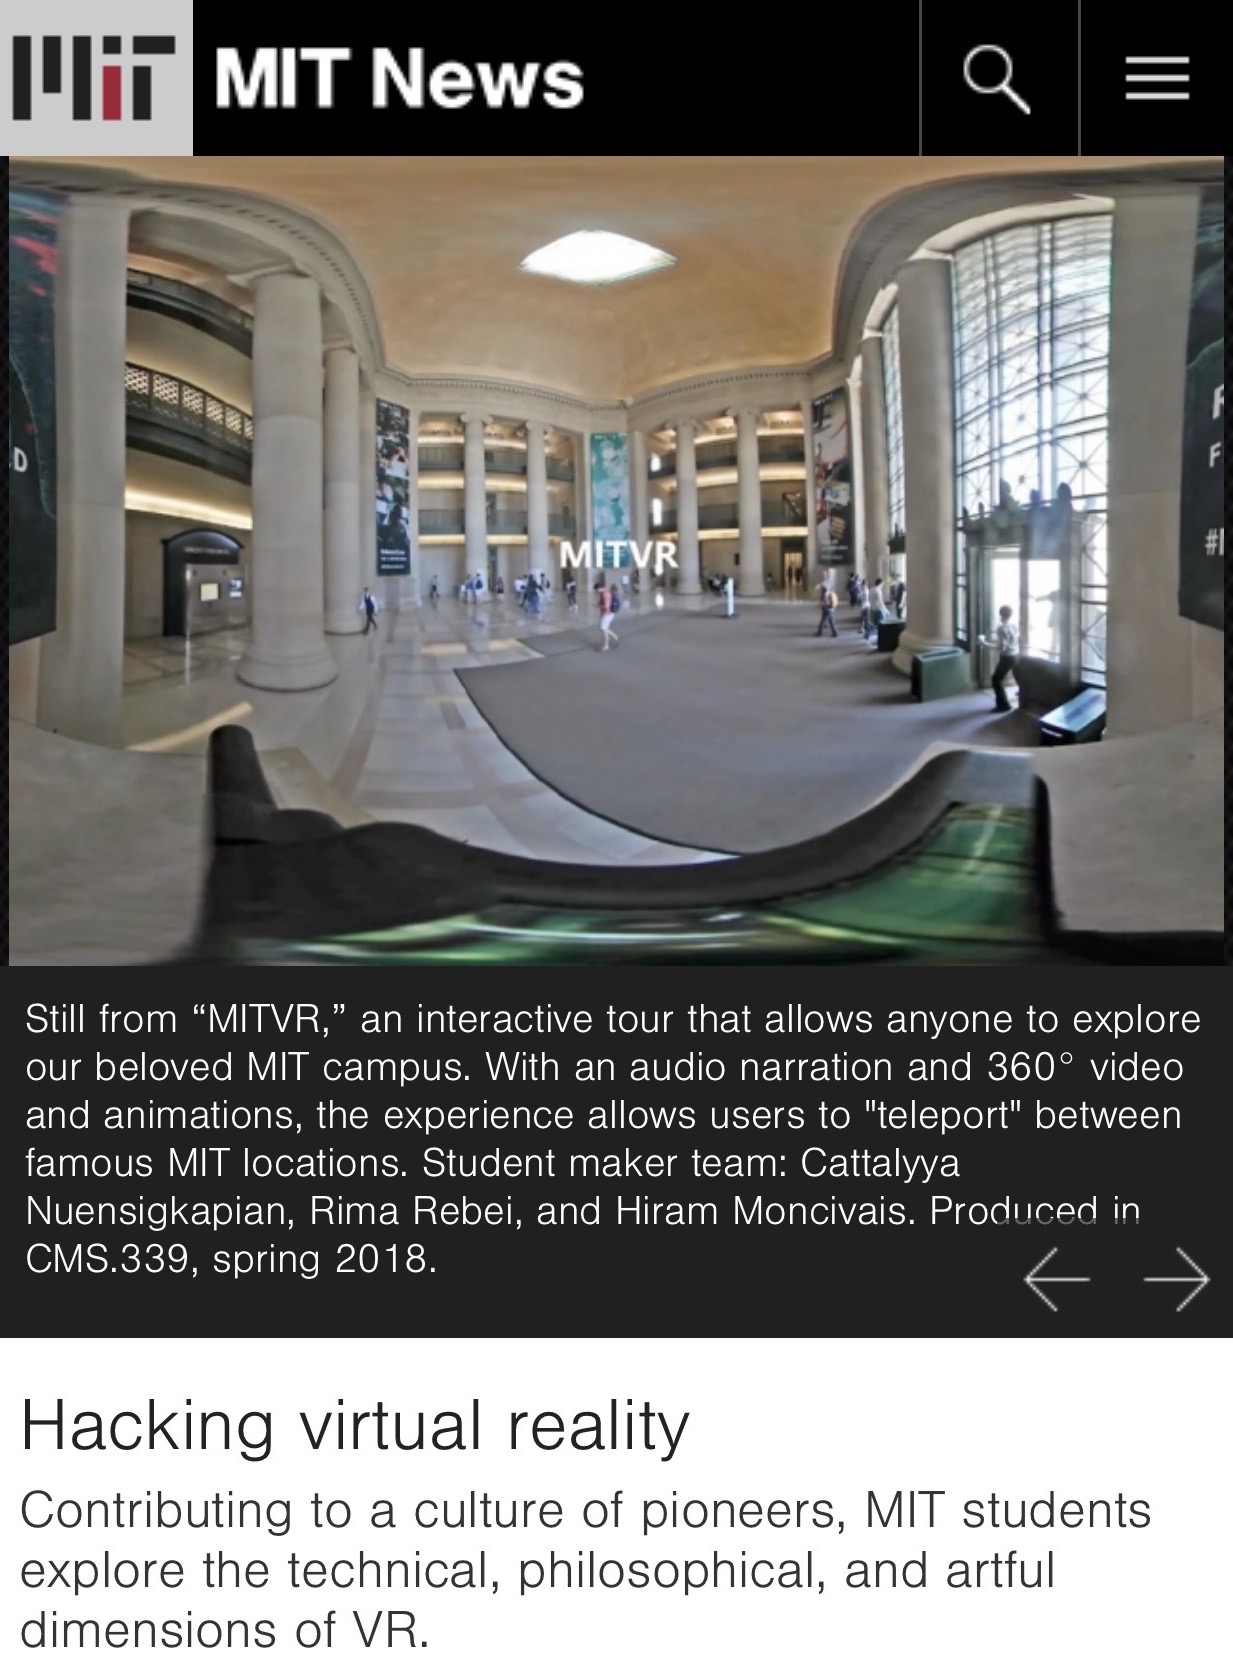 MIT
MIT News
D
MITVR
F
#
Still from “MITVR,” an interactive tour that allows anyone to explore
our beloved MIT campus. With an audio narration and 360° video
and animations, the experience allows users to "teleport" between
famous MIT locations. Student maker team: Cattalyya
Nuensigkapian, Rima Rebei, and Hiram Moncivais. Produced in
CMS.339, spring 2018.
Hacking virtual reality
Contributing to a culture of pioneers, MIT students
explore the technical, philosophical, and artful
dimensions of VR.